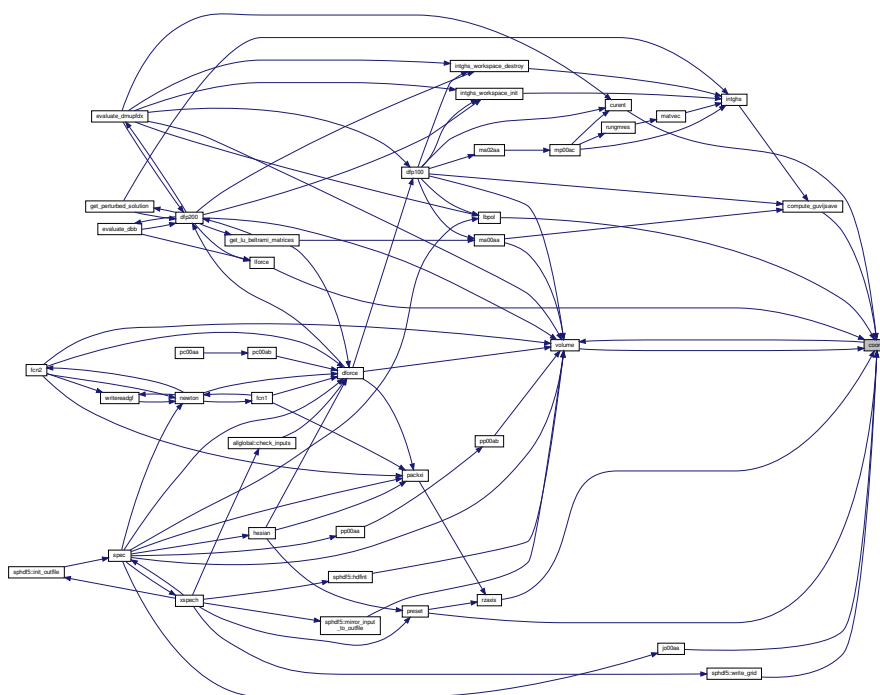 intghs_workspace_destroy
intghs_workspace_init
curent
intghs
evaluate_dmupfdx
matvec
rungmres
ma02aa
mp00ac
dfp100
get_perturbed_solution
compute_guvijsave
dfp200
lbpol
evaluate_dbb
get_lu_beltrami_matrices
ma00aa
lforce
volume
coor
pc00aa
pc00ab
fcn2
dforce
writereadgf
newton
fcn1
allglobal::check_inputs
pp00ab
packxi
hesian
pp00aa
spec
sphdf5::init_outfile
sphdf5::hdfint
xspech
rzaxis
preset
sphdf5::mirror_input
_to_outfile
jo00aa
sphdf5::write_grid